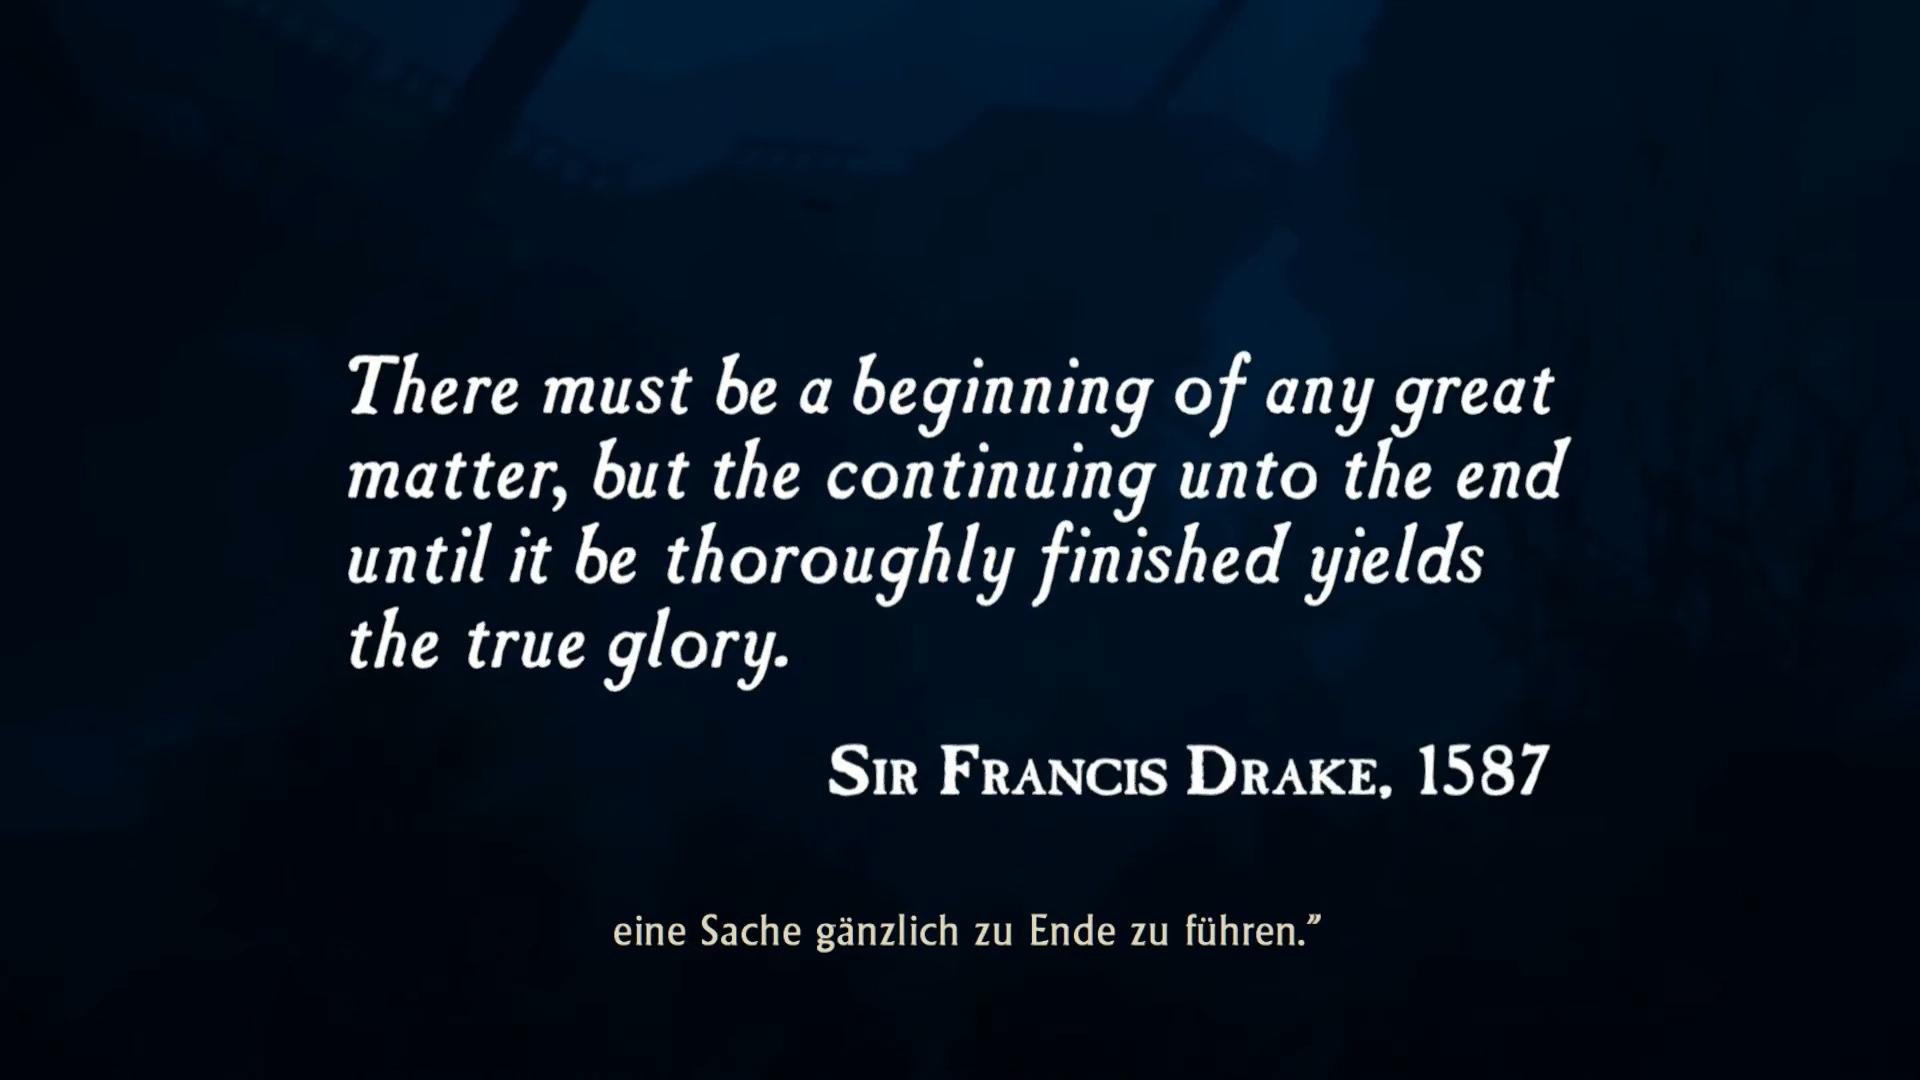 There must be a beginning of any great
matter, but the continuing unto the end
until it be thoroughly finished yields
the true glory.
Sir Francis Drake, 1587
eine Sache gänzlich zu Ende zu führen.”